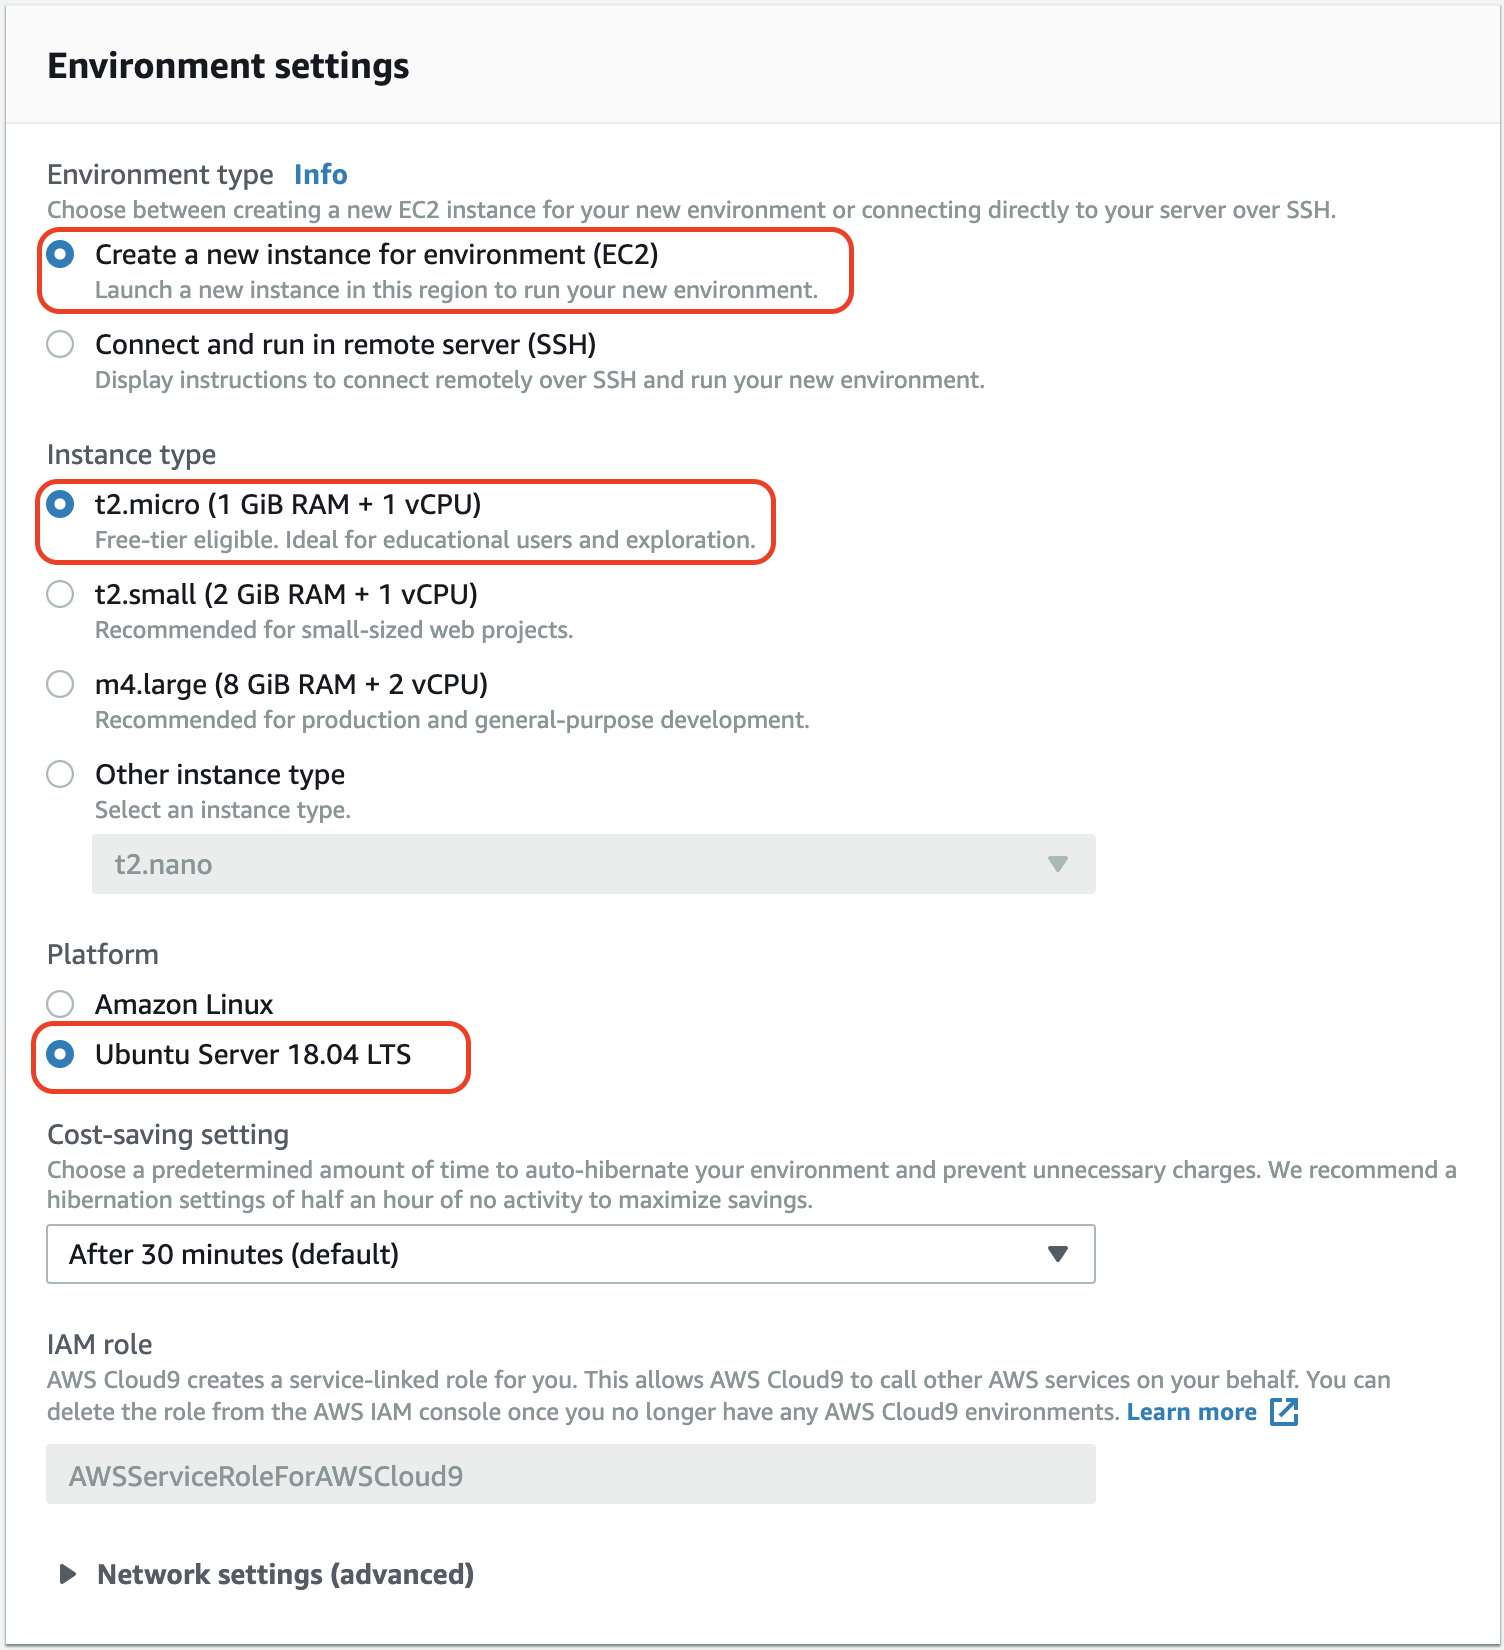 Environment settings
Environment type Info
Choose between creating a new EC2 instance for your new environment or connecting directly to your server over SSH.
Create a new instance for environment (EC2)
Launch a new instance in this region to run your new environment.
Connect and run in remote server (SSH)
Display instructions to connect remotely over SSH and run your new environment.
Instance type
t2.micro (1 GiB RAM + 1 vCPU)
Free-tier eligible. Ideal for educational users and exploration.
t2.small (2 GiB RAM + 1 vCPU)
Recommended for small-sized web projects.
m4.large (8 GiB RAM + 2 vCPU)
Recommended for production and general-purpose development.
Other instance type
Select an instance type.
t2.nano
Platform
Amazon Linux
Ubuntu Server 18.04 LTS
Cost-saving setting
Choose a predetermined amount of time to auto-hibernate your environment and prevent unnecessary charges. We recommend a
hibernation settings of half an hour of no activity to maximize savings.
After 30 minutes (default)
IAM role
AWS Cloud9 creates a service-linked role for you. This allows AWS Cloud9 to call other AWS services on your behalf. You can
delete the role from the AWS IAM console once you no longer have any AWS Cloud9 environments. Learn more
AWSServiceRoleForAWSCloud9
Network settings (advanced)